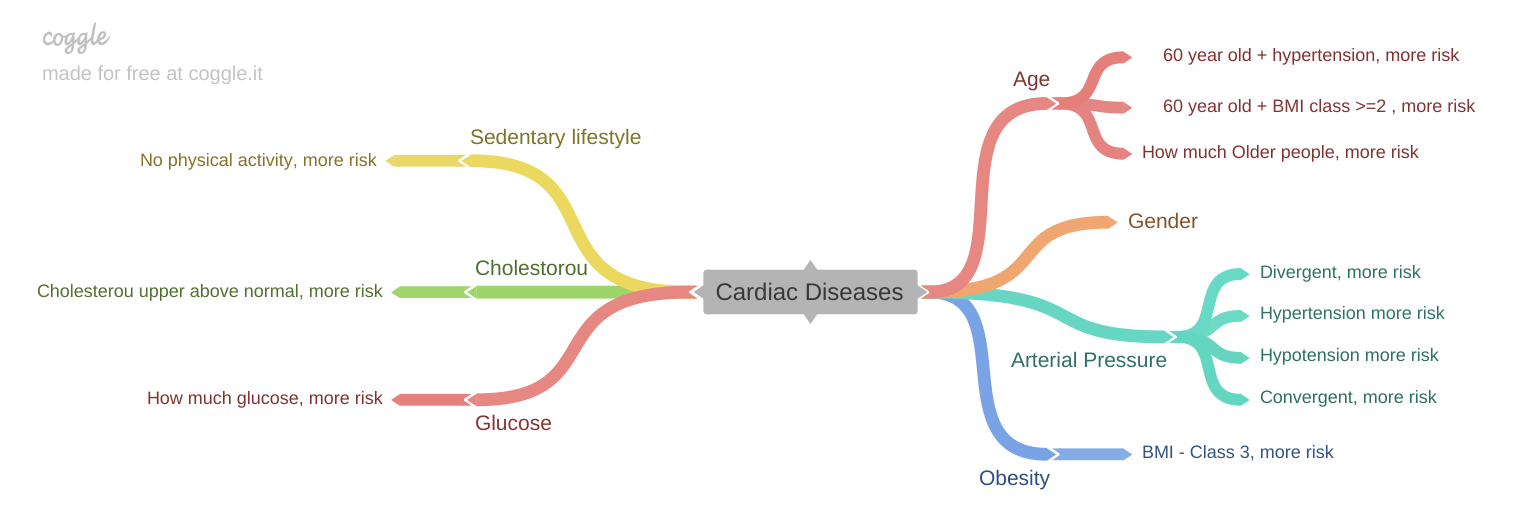 coggle
made for free at coggle.it
Sedentary lifestyle
No physical activity, more risk
Cholestorou
Cholesterou upper above normal, more risk
How much glucose, more risk
Glucose
Cardiac Diseases
Age
60 year old + hypertension, more risk
60 year old + BMI class >=2 , more risk
How much Older people, more risk
Gender
Arterial Pressure
Divergent, more risk
Hypertension more risk
Hypotension more risk
Convergent, more risk
BMI - Class 3, more risk
Obesity